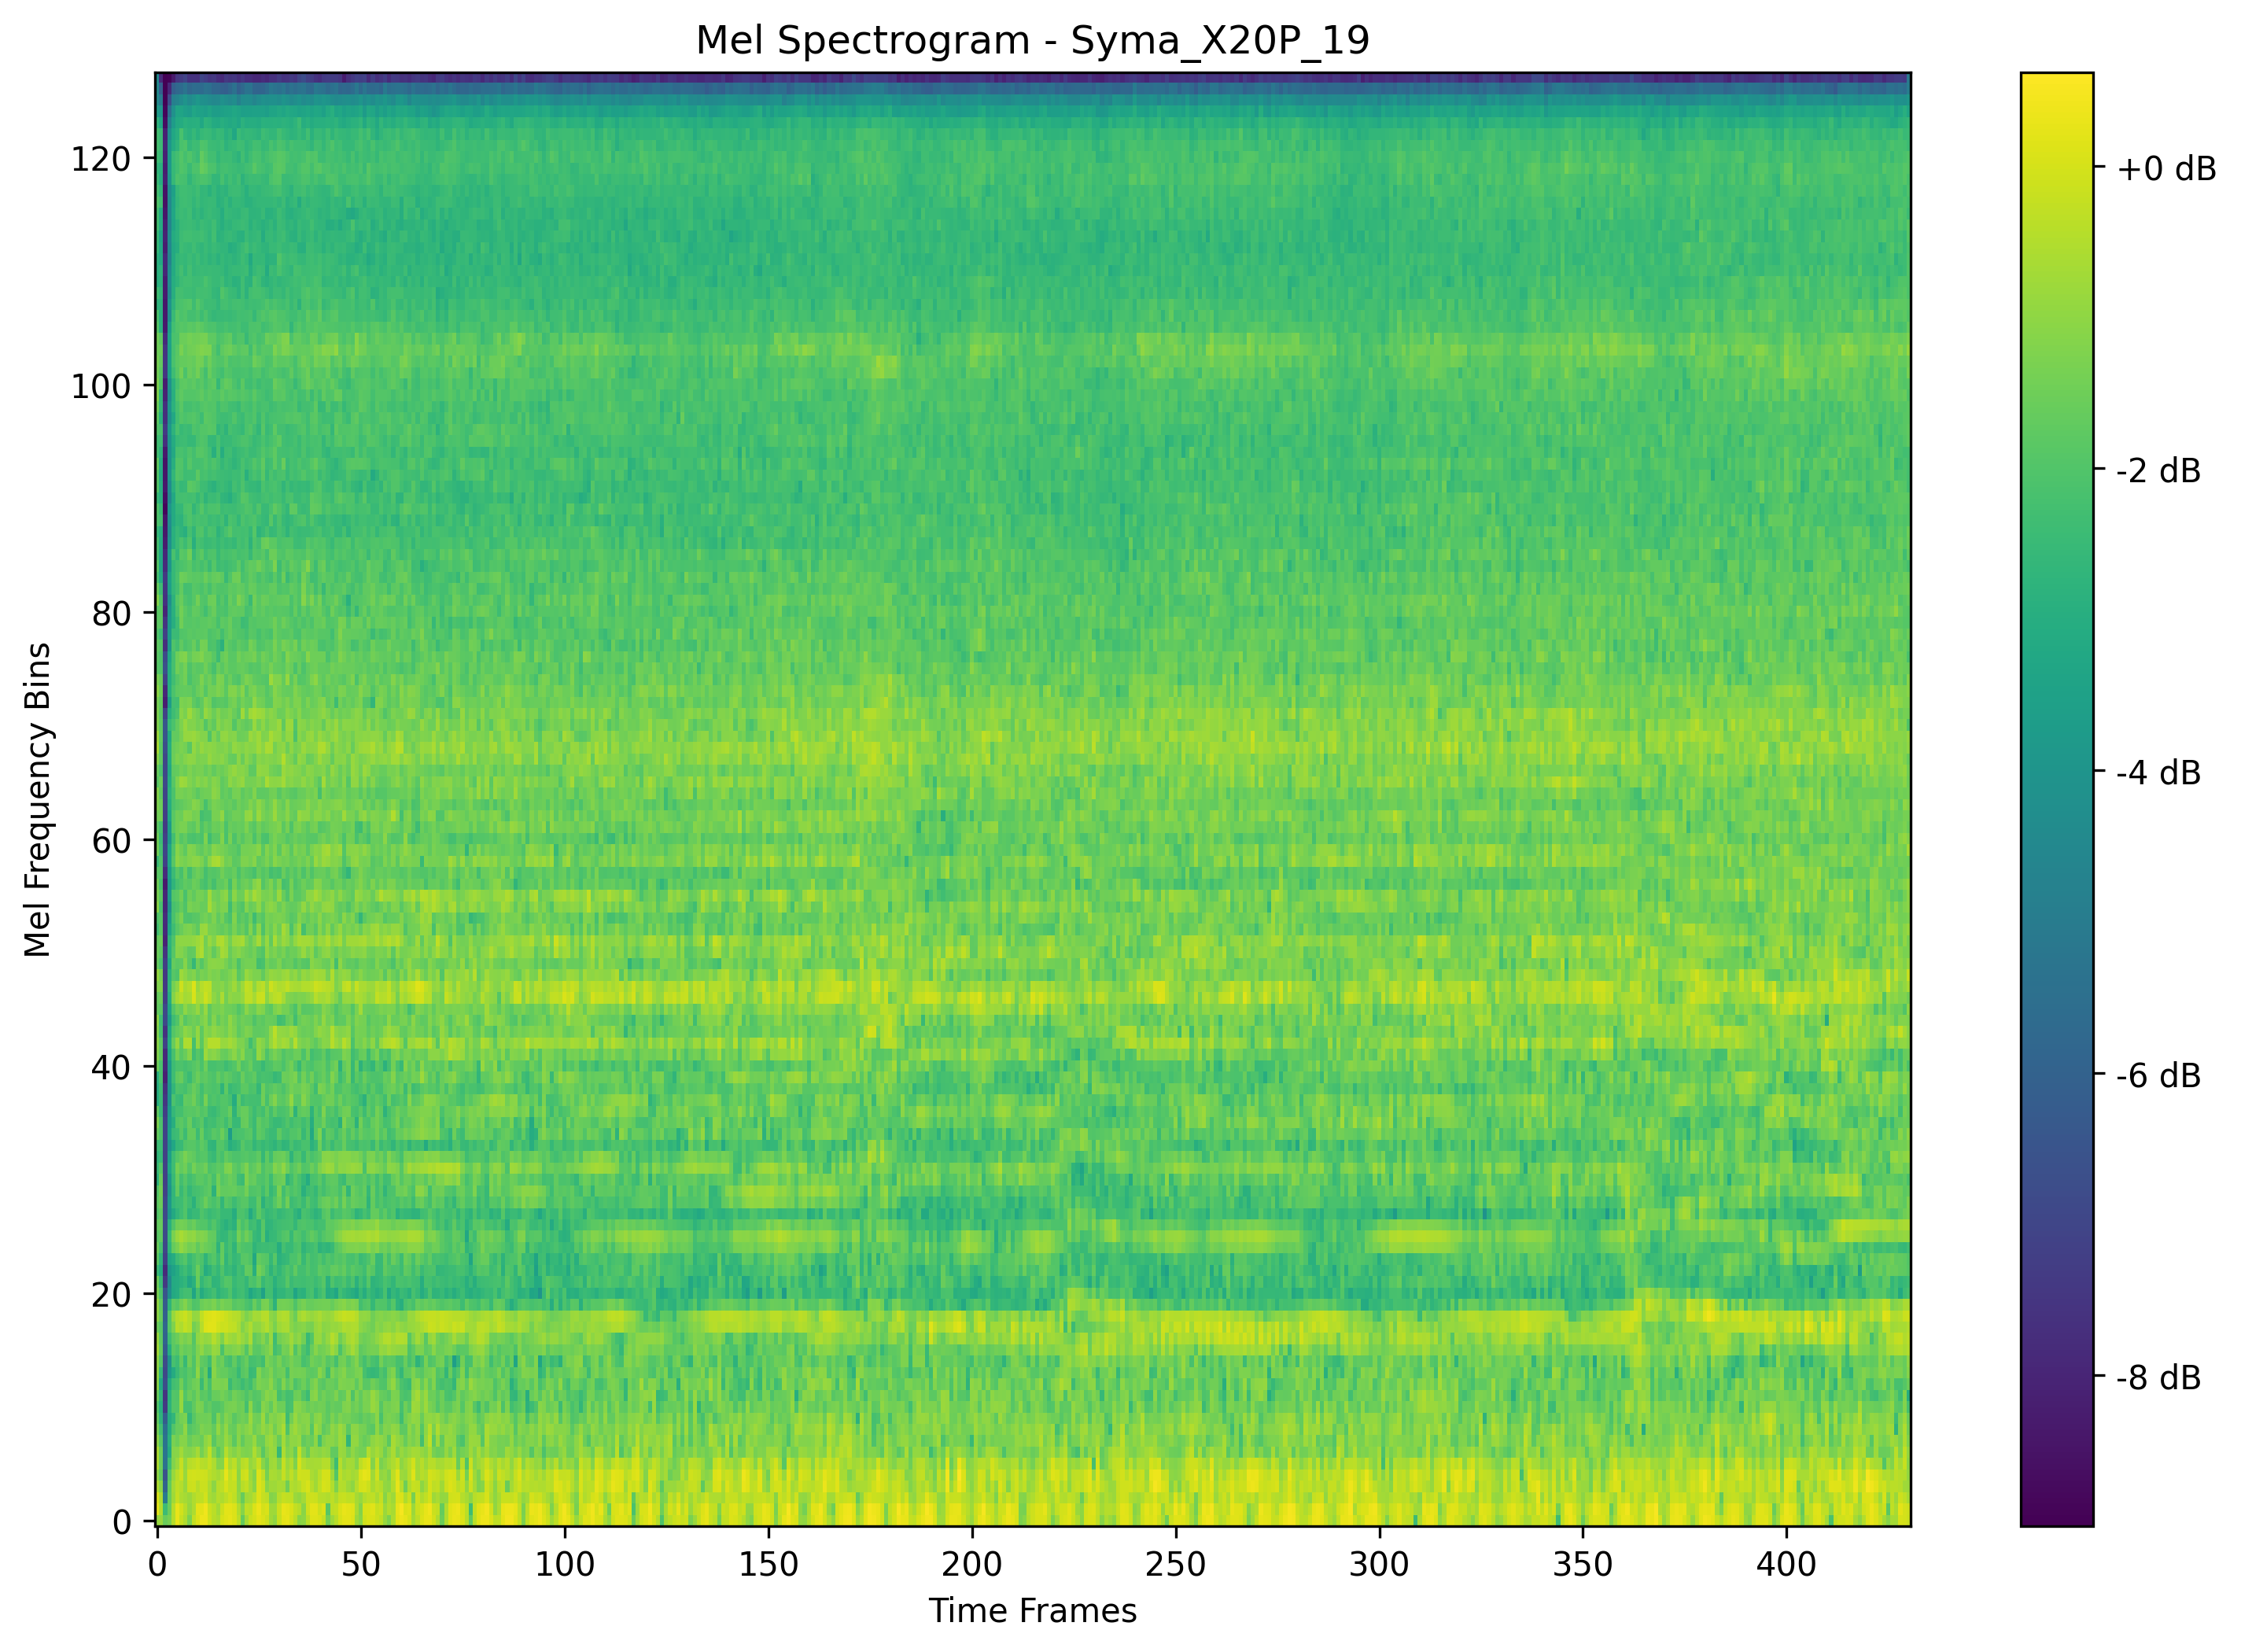 Mel Spectrogram - Syma_X20P_19
Mel Frequency Bins
120
100
80
60
40
20
0
0 50 100 150 200 250 300 350 400
Time Frames
+0 dB
-2 dB
-4 dB
-6 dB
-8 dB